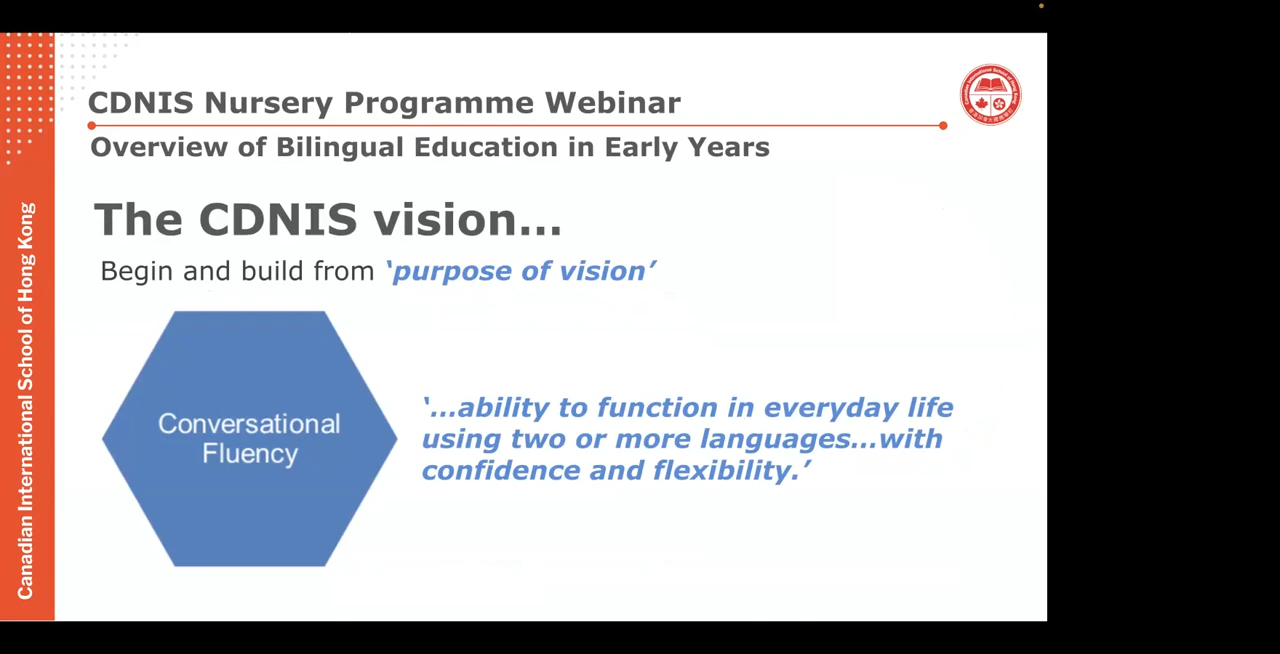 CDNIS Nursery Programme Webinar
Overview of Bilingual Education in Early Years
The CDNIS vision...
Begin and build from ‘purpose of vision’
Conversational
Fluency
‘...ability to function in everyday life
using two or more languages...with
confidence and flexibility.’
Canadian International School of Hong Kong